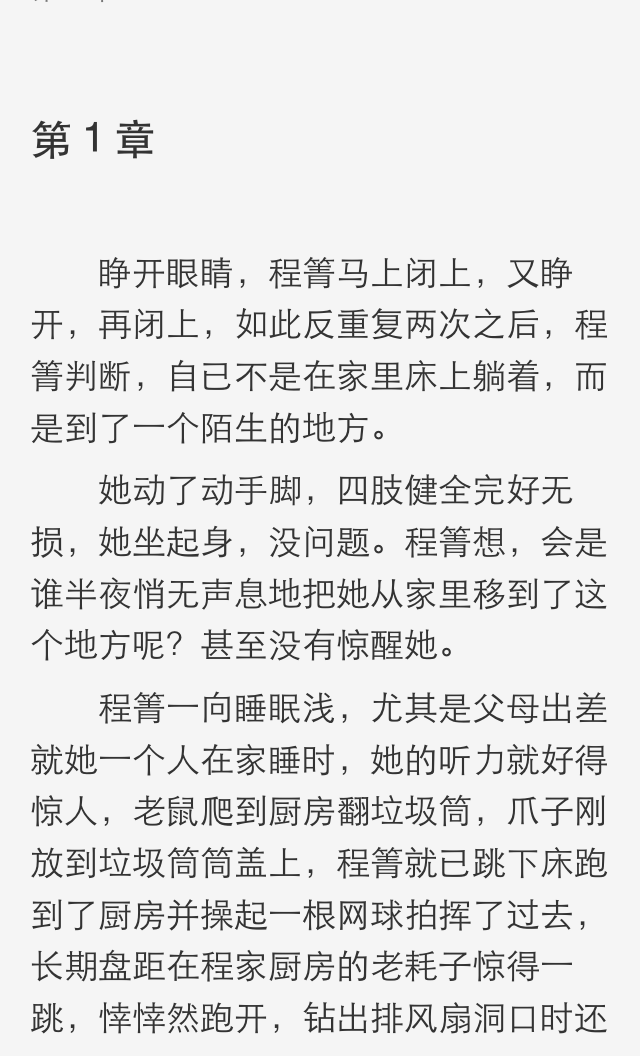 第 1 章
睁开眼睛，程箐马上闭上，又睁
开，再闭上，如此反重复两次之后，程
箐判断，自已不是在家里床上躺着，而
是到了一个陌生的地方。
她动了动手脚，四肢健全完好无
损，她坐起身，没问题。程箐想，会是
谁半夜悄无声息地把她从家里移到了这
个地方呢？甚至没有惊醒她。
程箐一向睡眠浅，尤其是父母出差
就她一个人在家睡时，她的听力就好得
惊人，老鼠爬到厨房翻垃圾筒，爪子刚
放到垃圾筒筒盖上，程箐就已跳下床跑
到了厨房并操起一根网球拍挥了过去，
长期盘距在程家厨房的老耗子惊得一
跳，悻悻然跑开，钻出排风扇洞口时还